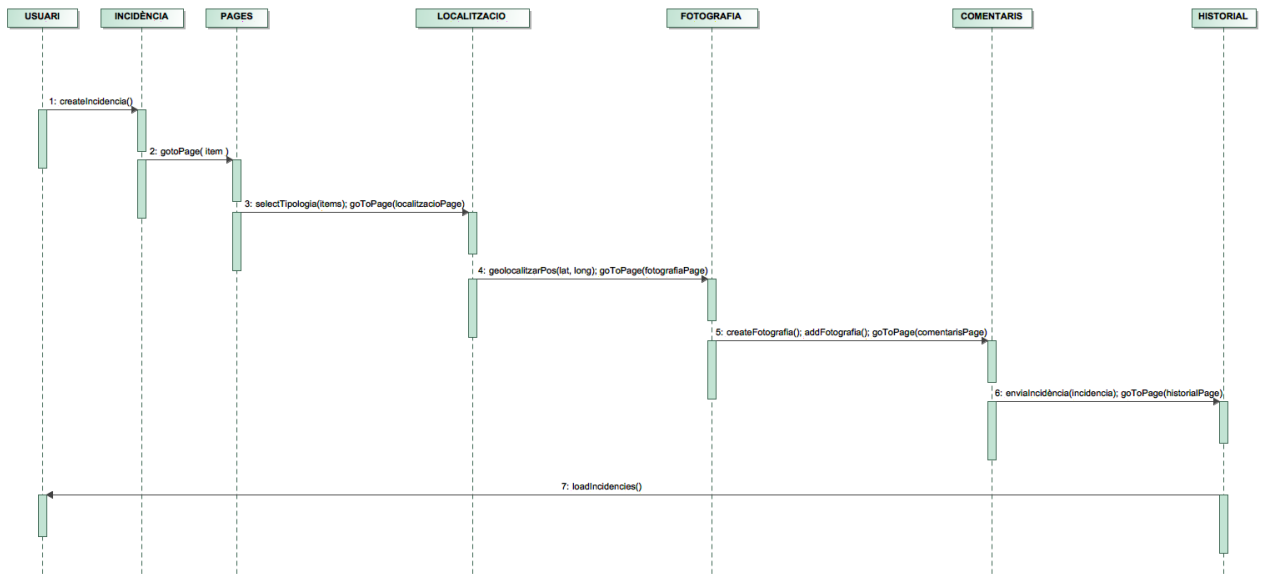 USUARI
INCIDÈNCIA
PAGES
LOCALITZACIO
FOTOGRAFIA
COMENTARIS
HISTORIAL
1: createIncidencia()
2: gotoPage( item )
3: selectTipologia(items); goToPage(localitzacioPage)
4: geolocalitzarPos(lat, long); goToPage(fotografiaPage)
5: createFotografia(); addFotografia(); goToPage(comentarisPage)
6: enviaIncidència(incidencia); goToPage(historialPage)
7: loadIncidencies()